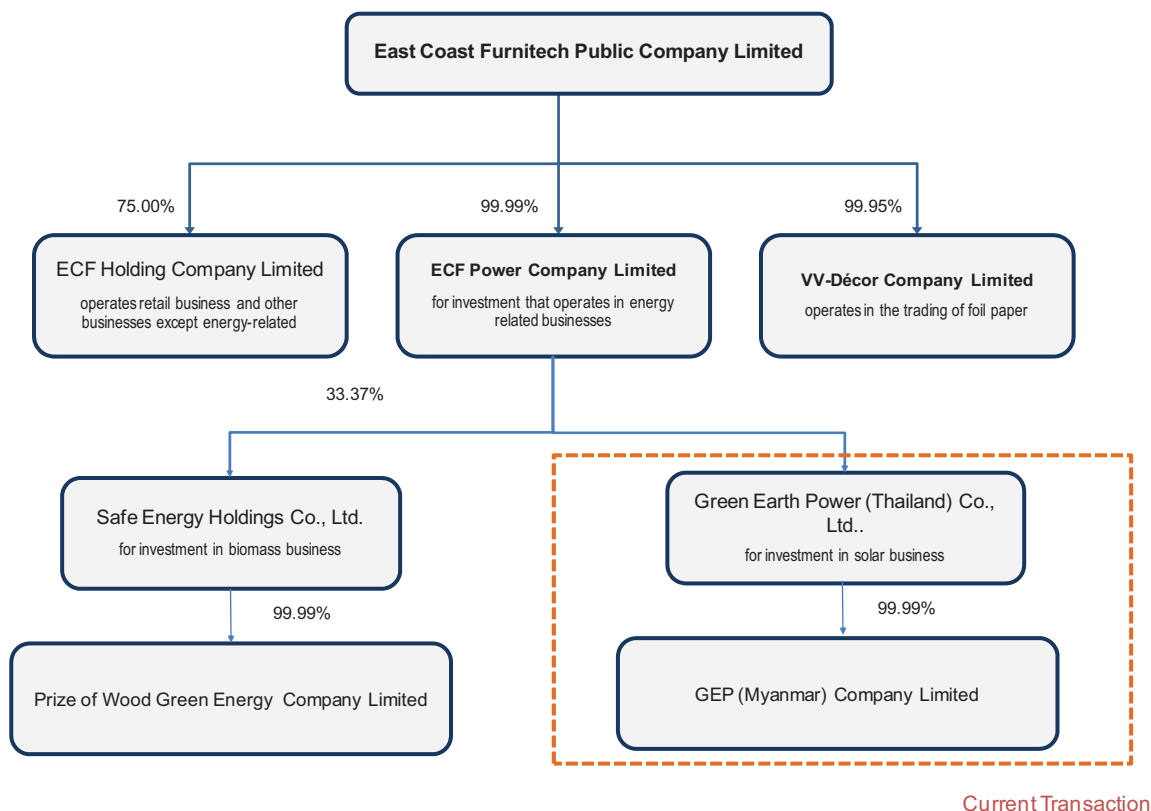 East Coast Furnitech Public Company Limited
75.00%
99.99%
99.95%
ECF Holding Company Limited
operates retail business and other
businesses except energy-related
ECF Power Company Limited
for investment that operates in energy
related businesses
VV-Décor Company Limited
operates in the trading of foil paper
33.37%
Safe Energy Holdings Co., Ltd.
for investment in biomass business
Green Earth Power (Thailand) Co.,
Ltd..
for investment in solar business
99.99%
99.99%
Prize of Wood Green Energy Company Limited
GEP (Myanmar) Company Limited
Current Transaction